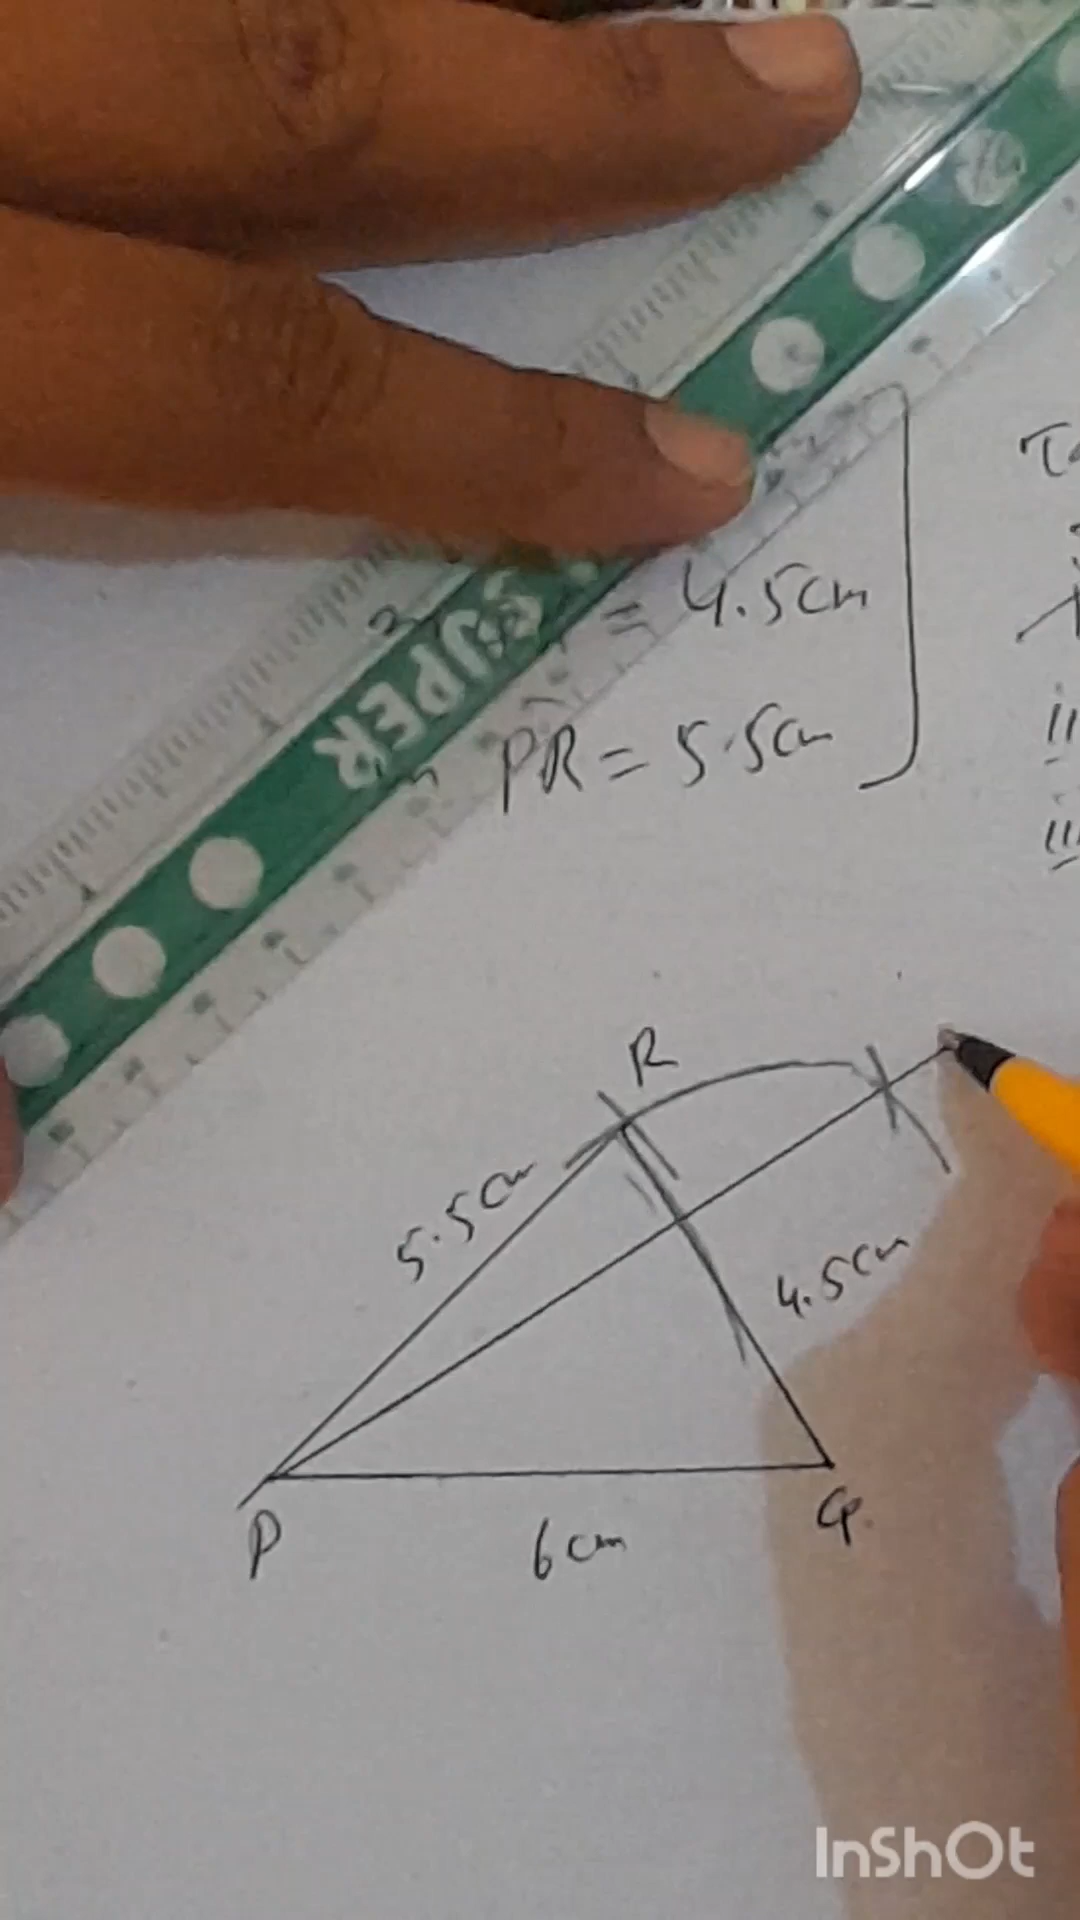 SUPER
= 4.5cm
PR = 5.5cm
R
5.5cm
4.5cm
P
6cm
Q
InShOt